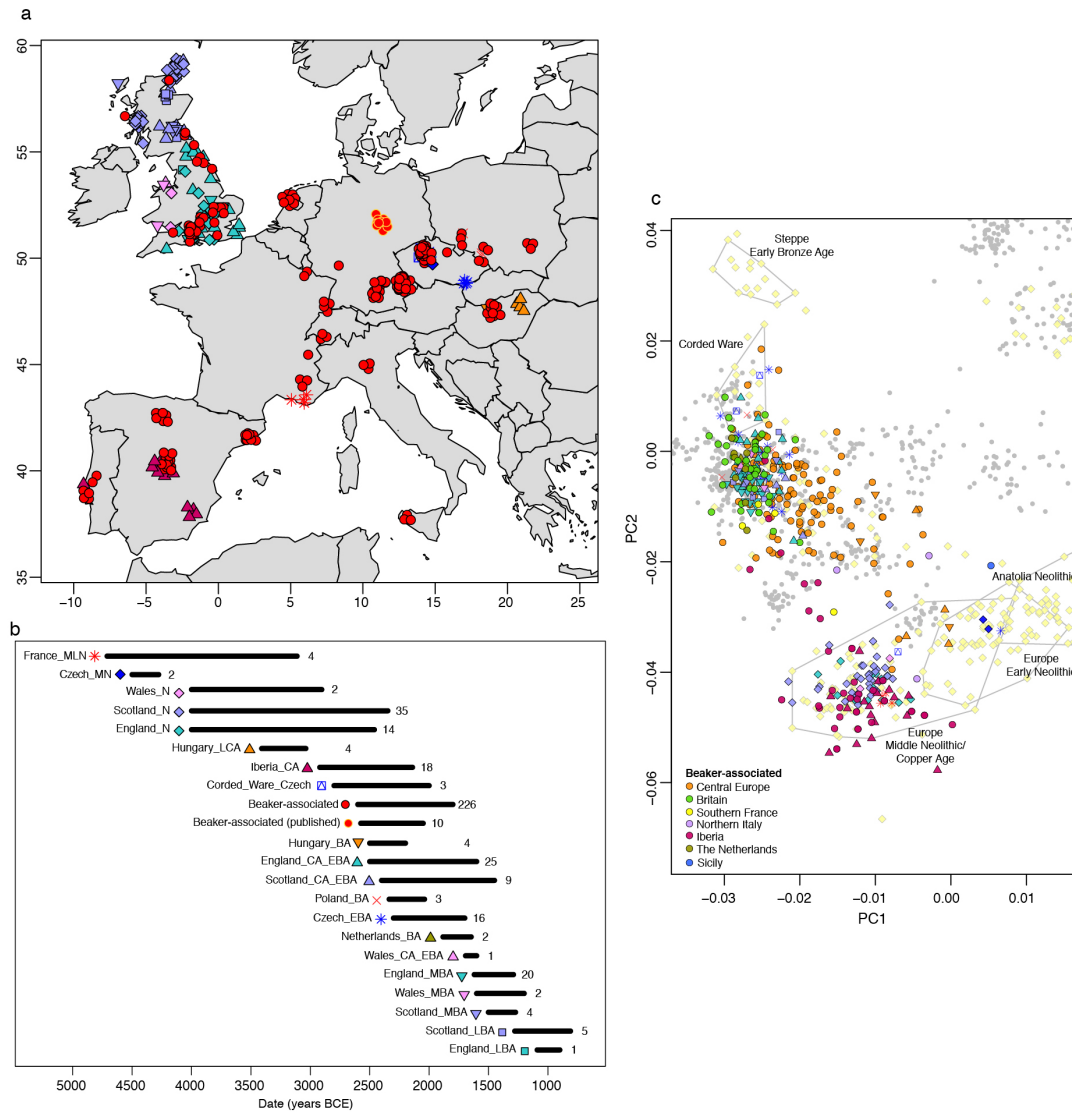 a
60
55
50
45
40
35
−10
−5
0
5
10
15
20
25
b
France_MLN 4
Czech_MN 2
Wales_N 2
Scotland_N 35
England_N 14
Hungary_LCA 4
Iberia_CA 18
Corded_Ware_Czech 3
Beaker-associated 226
Beaker-associated (published) 10
Hungary_BA 4
England_CA_EBA 25
Scotland_CA_EBA 9
Poland_BA 3
Czech_EBA 16
Netherlands_BA 2
Wales_CA_EBA 1
England_MBA 20
Wales_MBA 2
Scotland_MBA 4
Scotland_LBA 5
England_LBA 1
5000 4500 4000 3500 3000 2500 2000 1500 1000
Date (years BCE)
c
0.04
0.02
0.00
−0.02
−0.04
−0.06
PC2
Steppe
Early Bronze Age
Corded Ware
Anatolia Neolithic
Europe
Early Neolithic
Europe
Middle Neolithic/
Copper Age
Beaker-associated
Central Europe
Britain
Southern France
Northern Italy
Iberia
The Netherlands
Sicily
−0.03 −0.02 −0.01 0.00 0.01
PC1